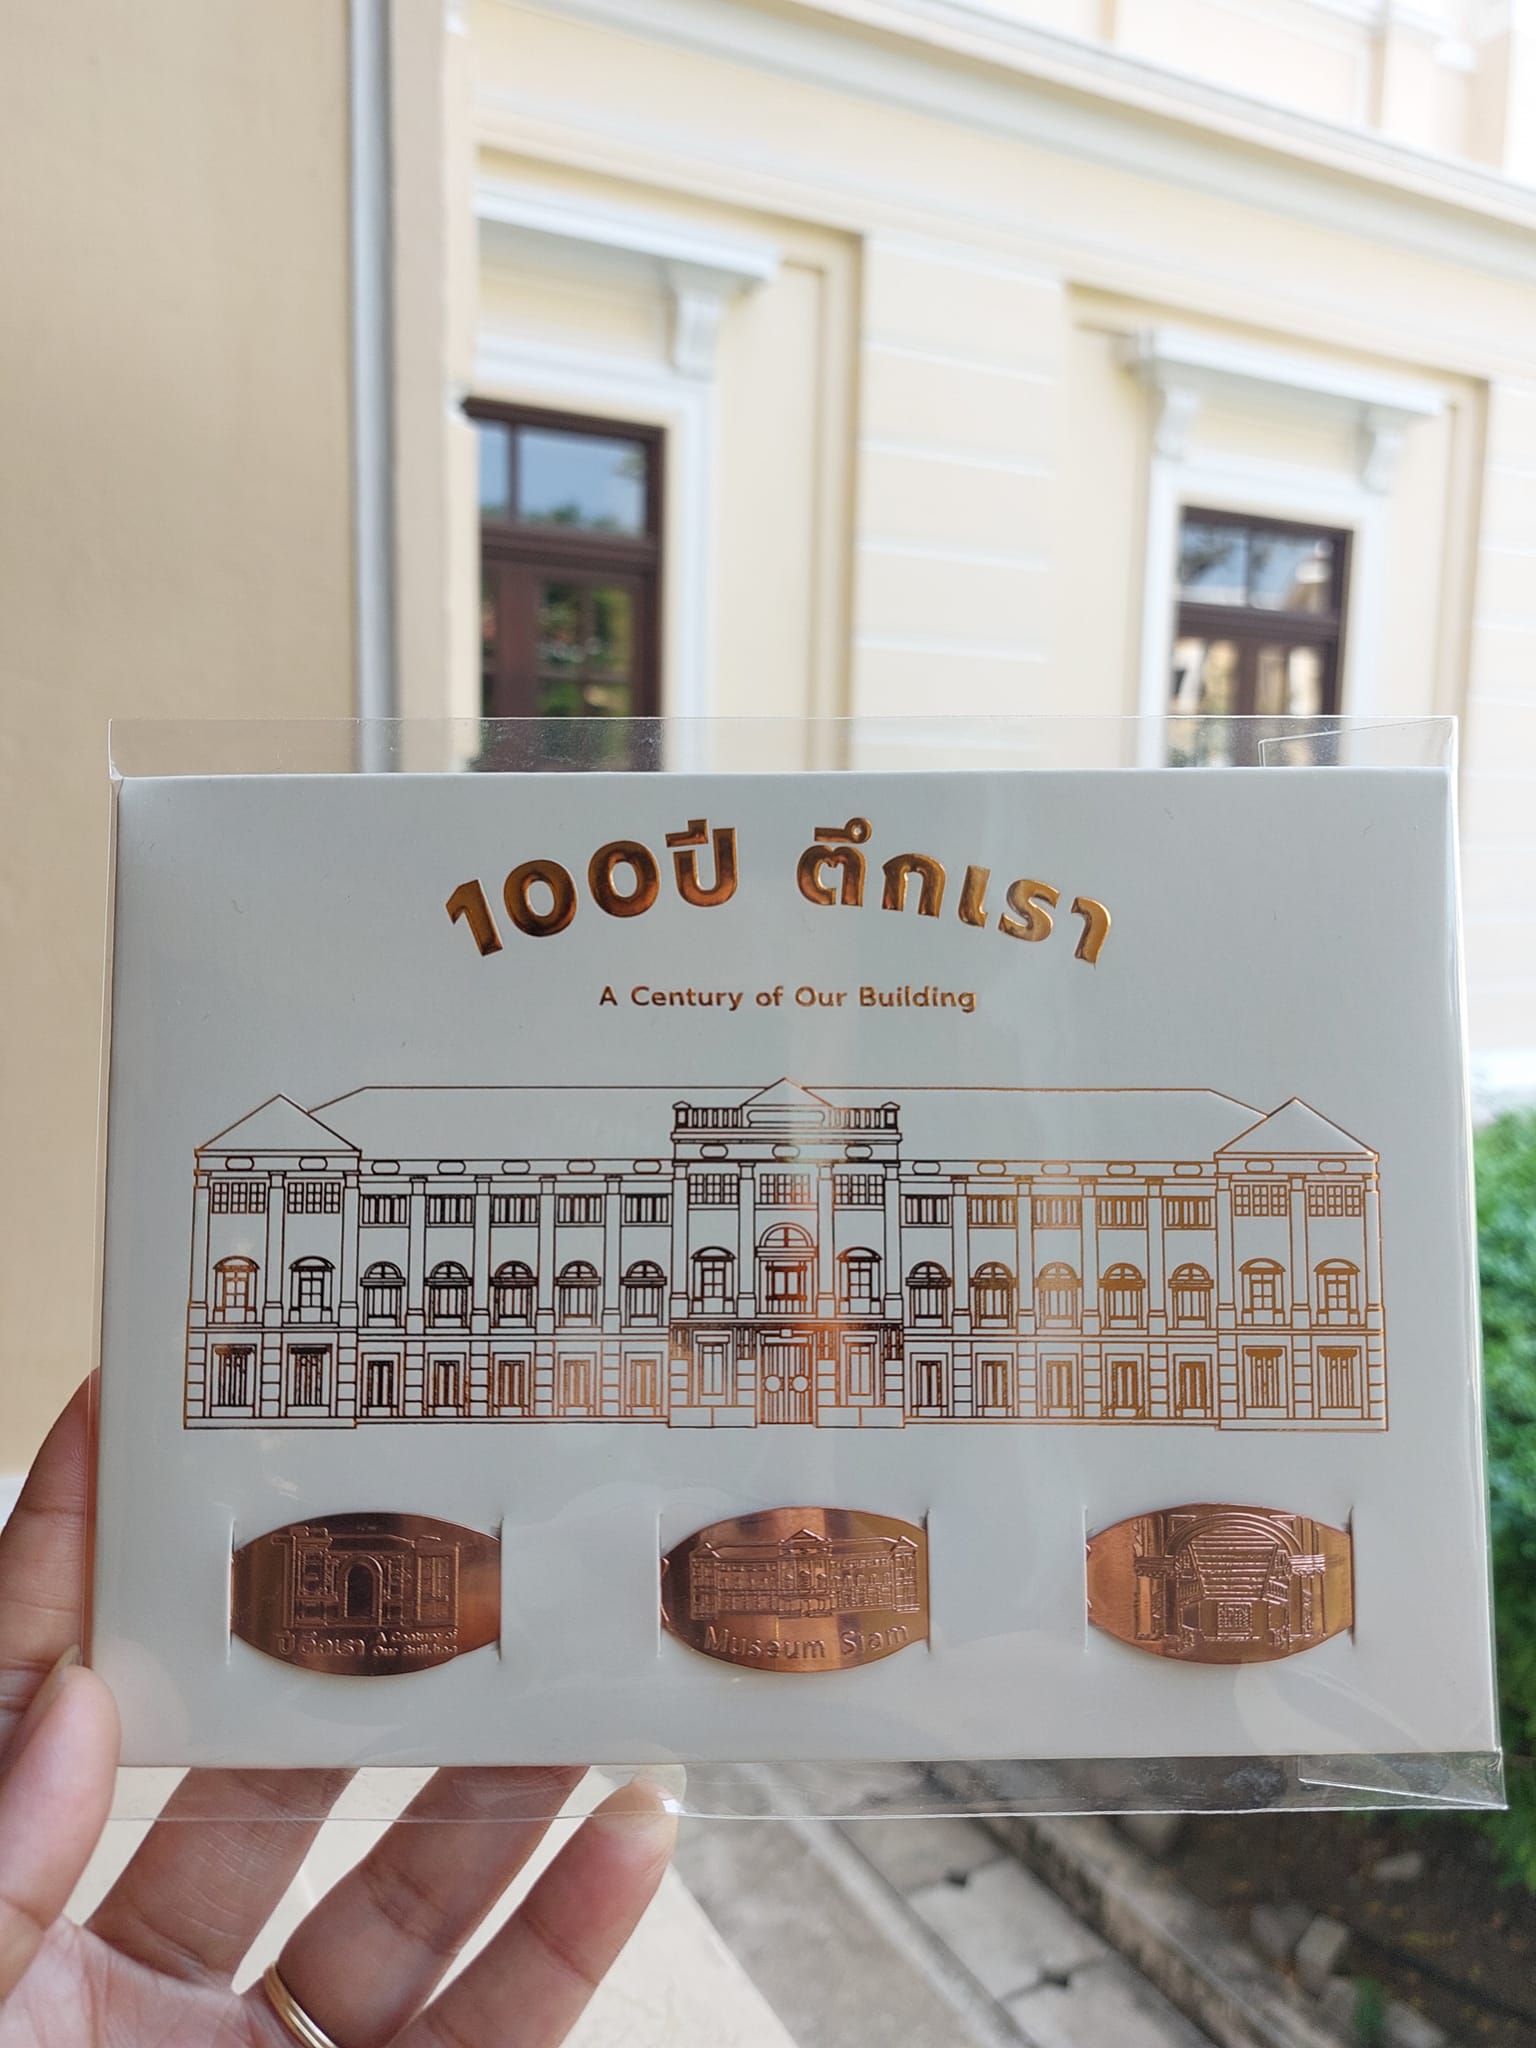 100ปี ตึกเรา
A Century of Our Building
ปี ตึกเรา A Century of
Our Building
Museum Siam